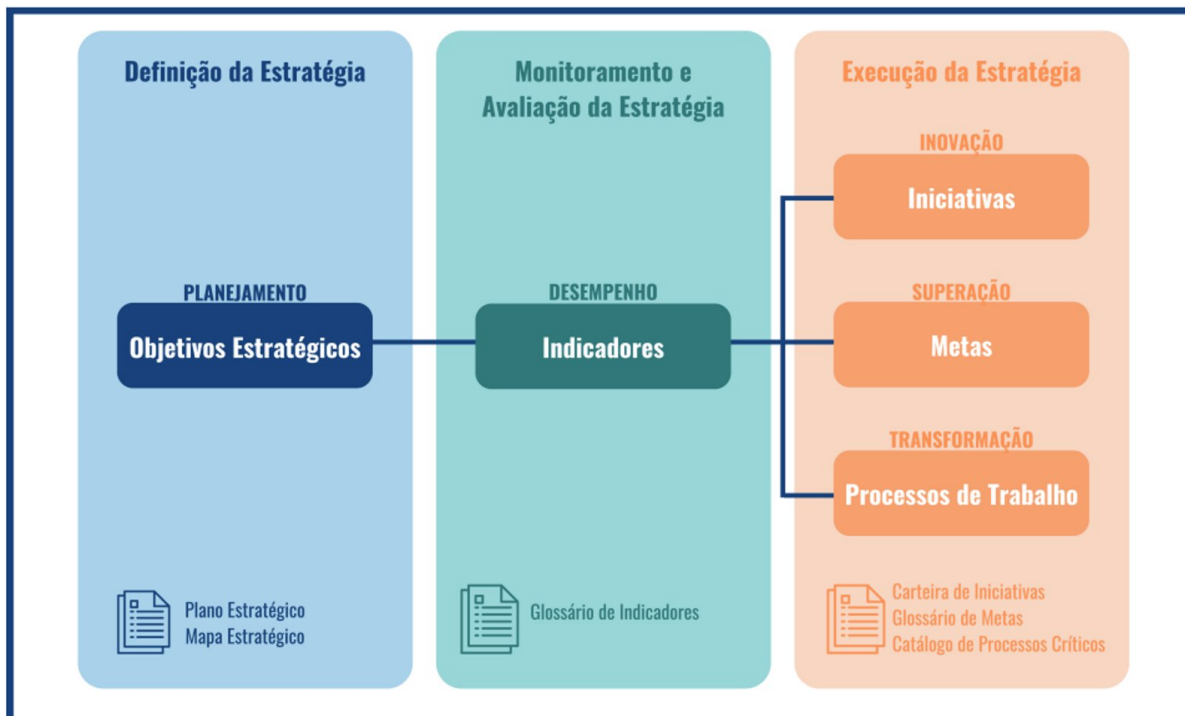 Definição da Estratégia
PLANEJAMENTO
Objetivos Estratégicos
Plano Estratégico
Mapa Estratégico
Monitoramento e
Avaliação da Estratégia
DESEMPENHO
Indicadores
Glossário de Indicadores
Execução da Estratégia
INOVAÇÃO
Iniciativas
SUPERAÇÃO
Metas
TRANSFORMAÇÃO
Processos de Trabalho
Carteira de Iniciativas
Glossário de Metas
Catálogo de Processos Críticos